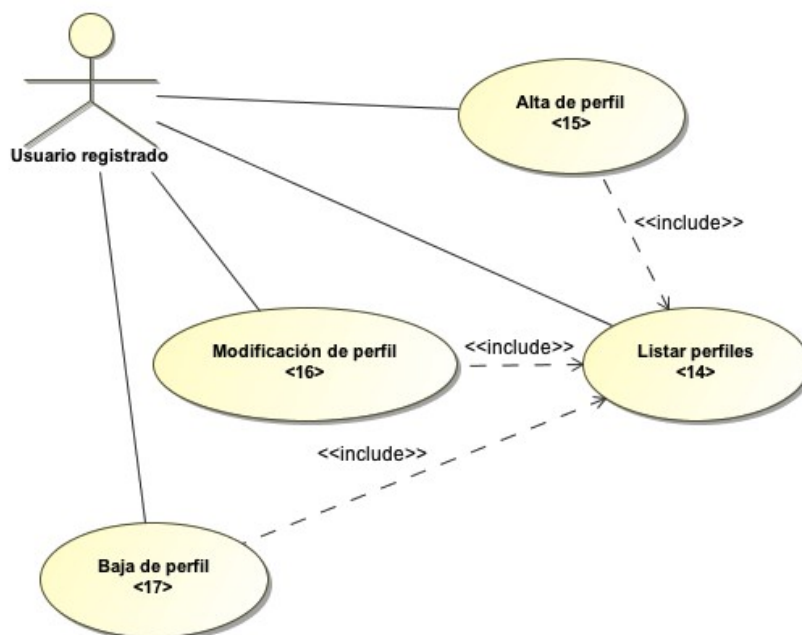 Alta de perfil
<15>
Usuario registrado
<<include>>
Modificación de perfil
<16>
<<include>>
Listar perfiles
<14>
<<include>>
Baja de perfil
<17>